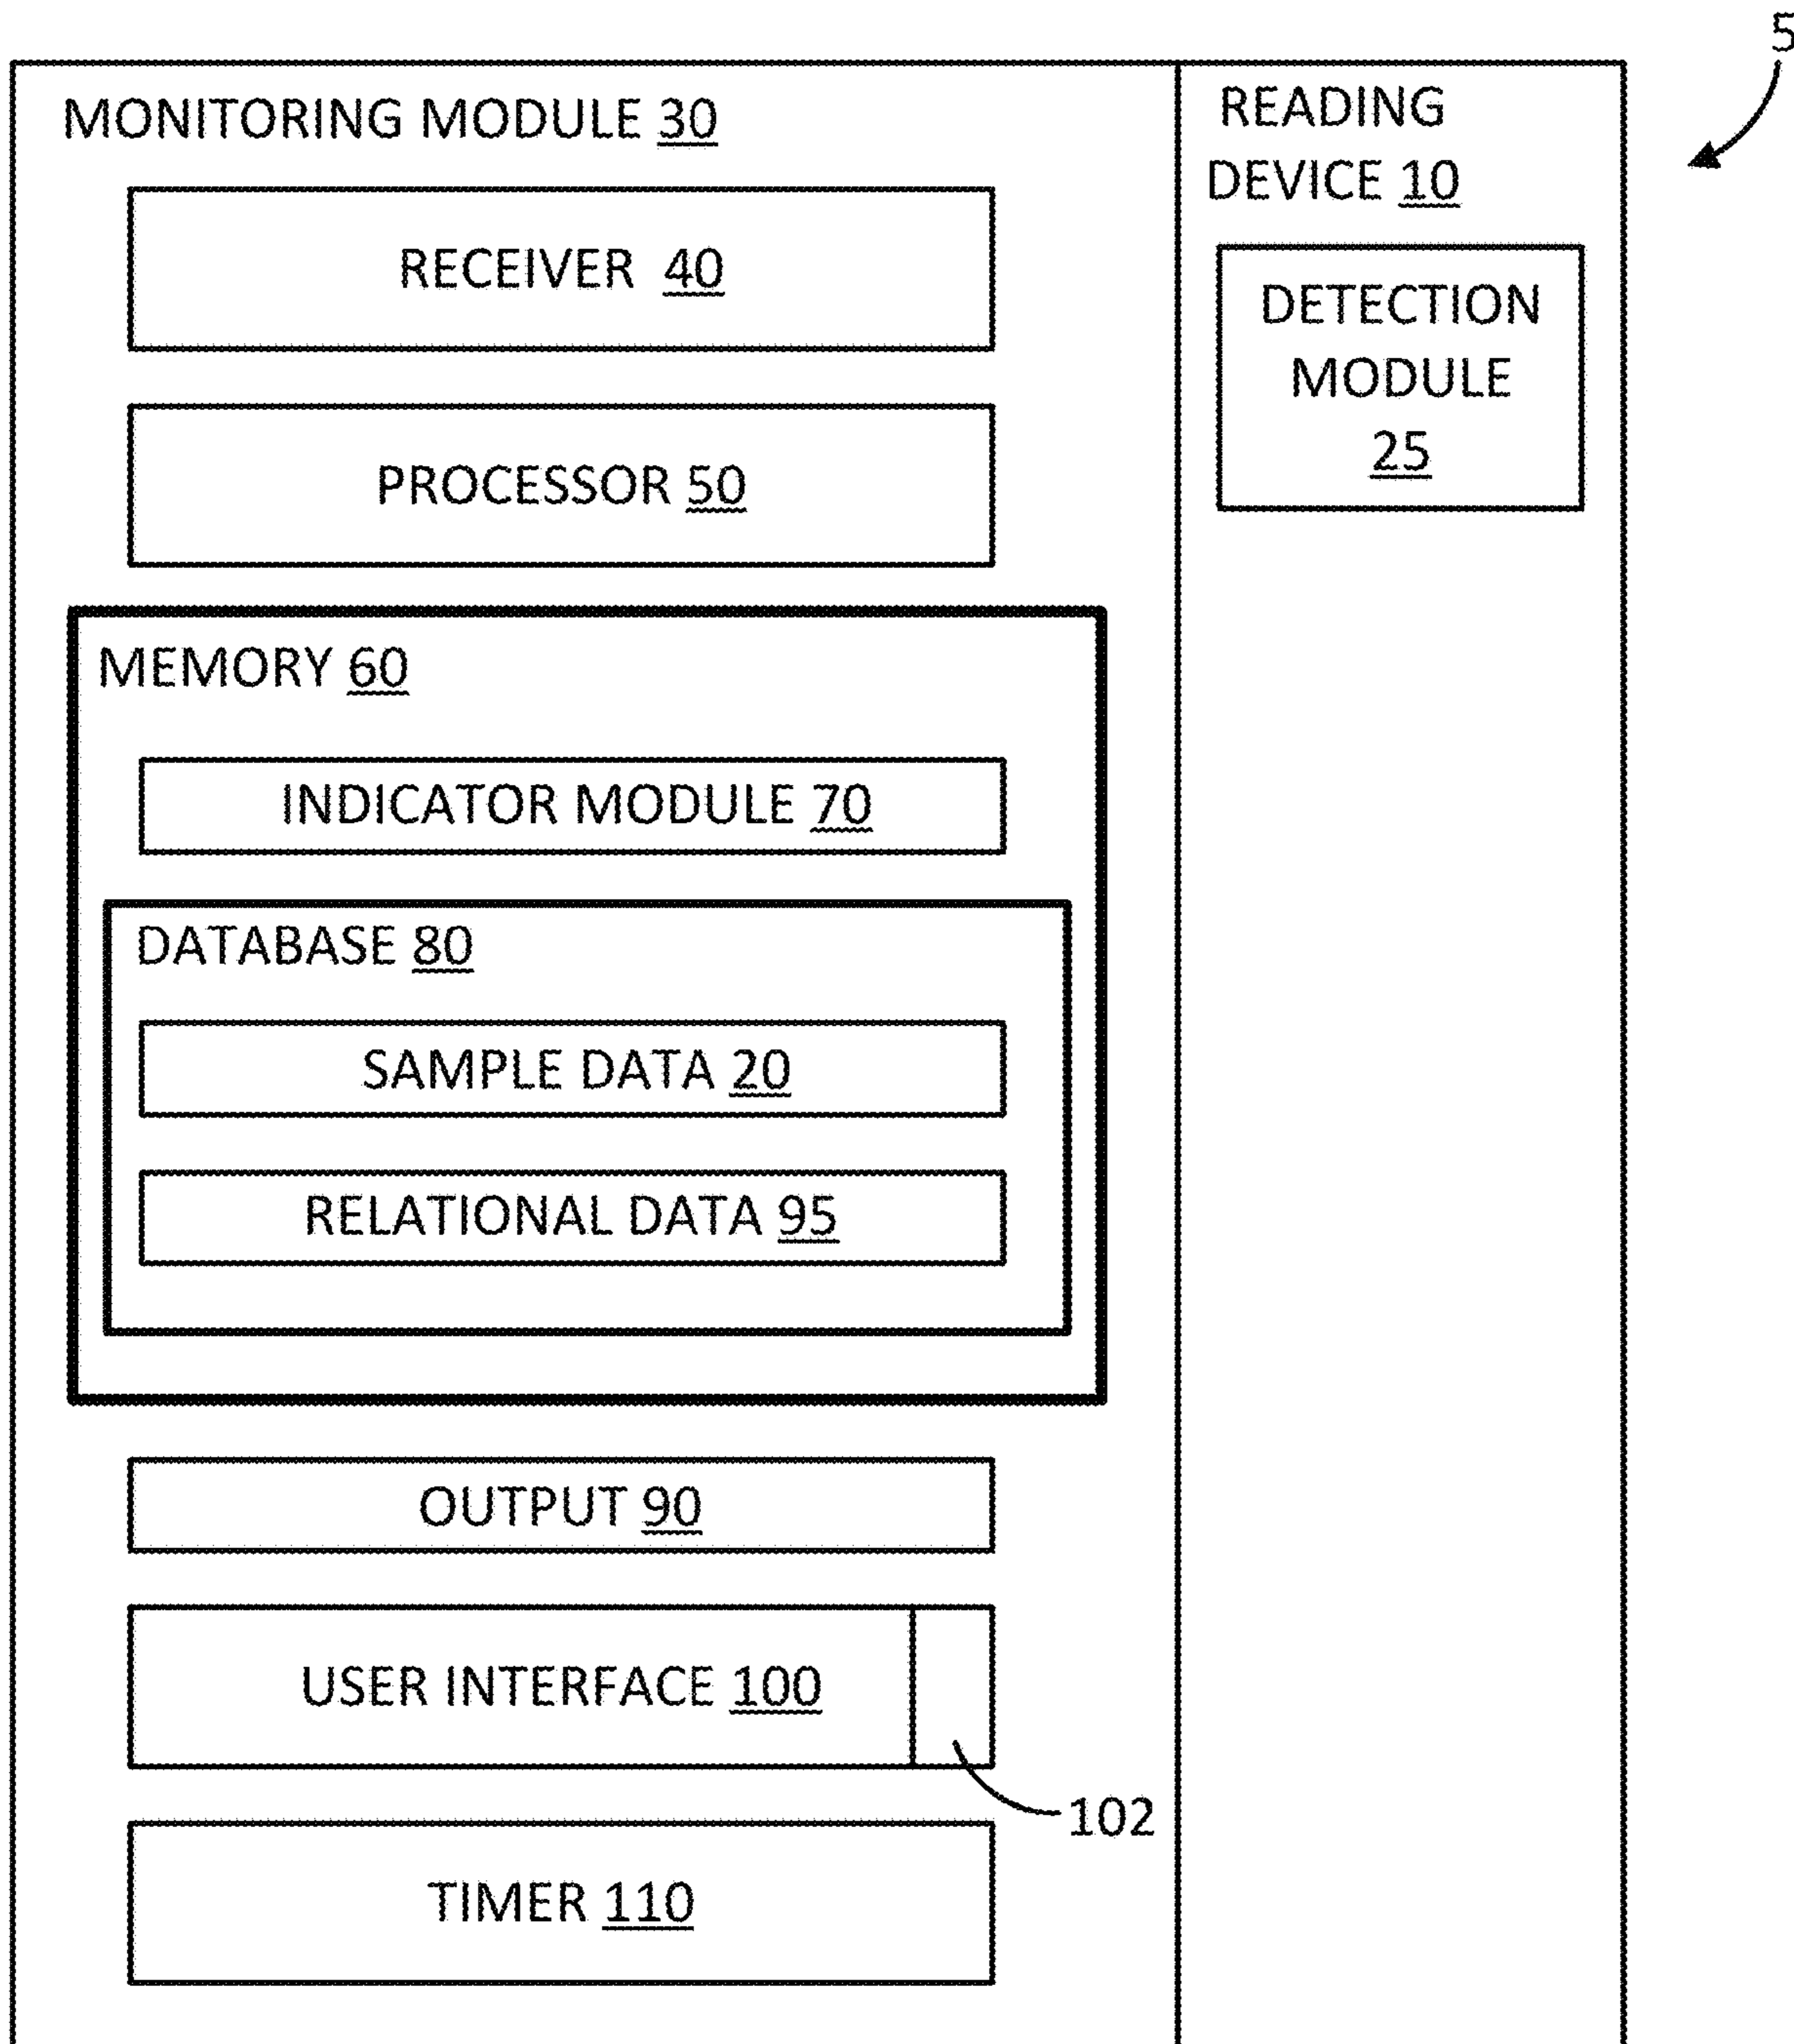 5
MONITORING MODULE 30
READING
DEVICE 10
RECEIVER 40
DETECTION
MODULE
25
PROCESSOR 50
MEMORY 60
INDICATOR MODULE 70
DATABASE 80
SAMPLE DATA 20
RELATIONAL DATA 95
OUTPUT 90
USER INTERFACE 100
102
TIMER 110